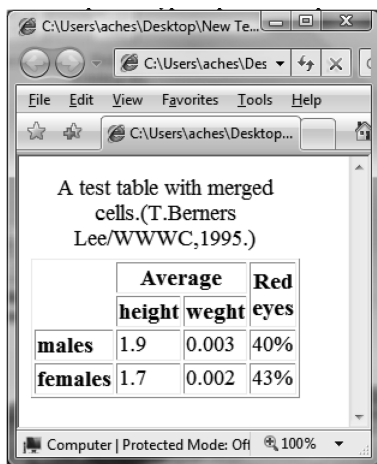 C:\Users\aches\Desktop\New Te...
C:\Users\aches\Des
File Edit View Favorites Tools Help
C:\Users\aches\Desktop...
A test table with merged
cells.(T.Berners
Lee/WWWC,1995.)
Average Red
eyes
height weght
males 1.9 0.003 40%
females 1.7 0.002 43%
Computer | Protected Mode: Off 100%